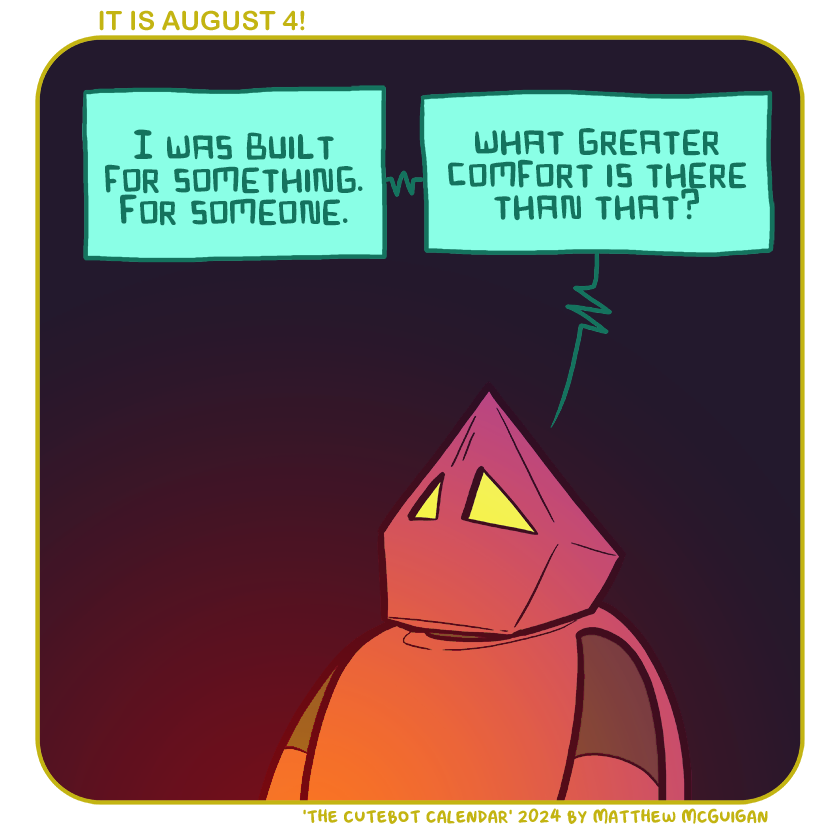 IT IS AUGUST 4!
I WAS BUILT
FOR SOMETHING.
FOR SOMEONE.
WHAT GREATER
COMFORT IS THERE
THAN THAT?
'THE CUTEBOT CALENDAR' 2024 BY MATTHEW MCGUIGAN